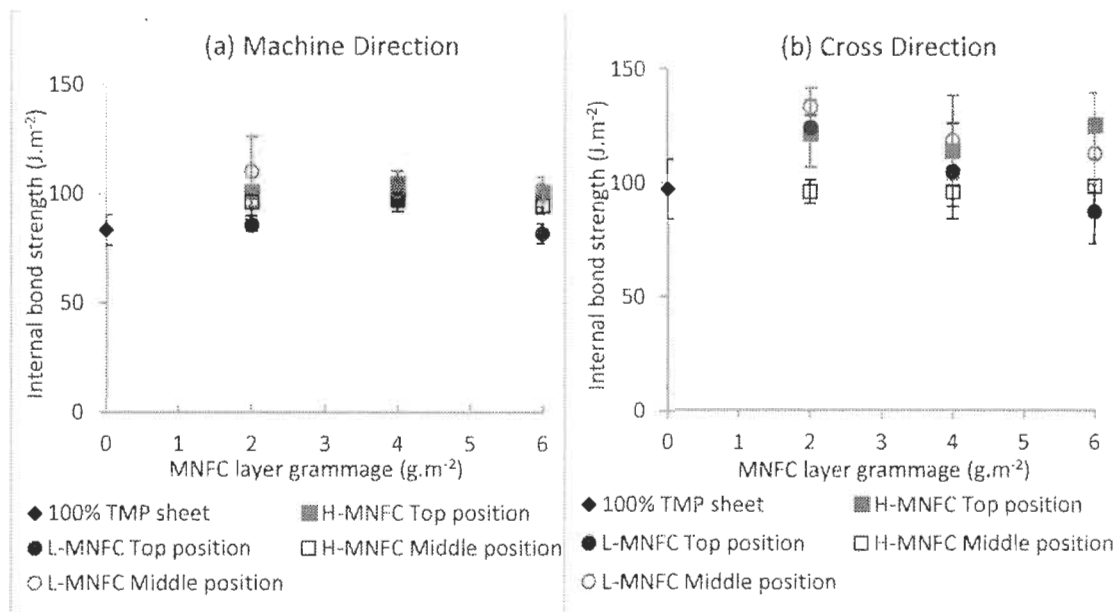 (a) Machine Direction
Internal bond strength (J.m-2)
150
100
50
0
0 1 2 3 4 5 6
MNFC layer grammage (g.m-2)
100% TMP sheet
H-MNFC Top position
L-MNFC Top position
H-MNFC Middle position
L-MNFC Middle position
(b) Cross Direction
Internal bond strength (J.m-2)
150
100
50
0
0 1 2 3 4 5 6
MNFC layer grammage (g.m-2)
100% TMP sheet
H-MNFC Top position
L-MNFC Top position
H-MNFC Middle position
L-MNFC Middle position